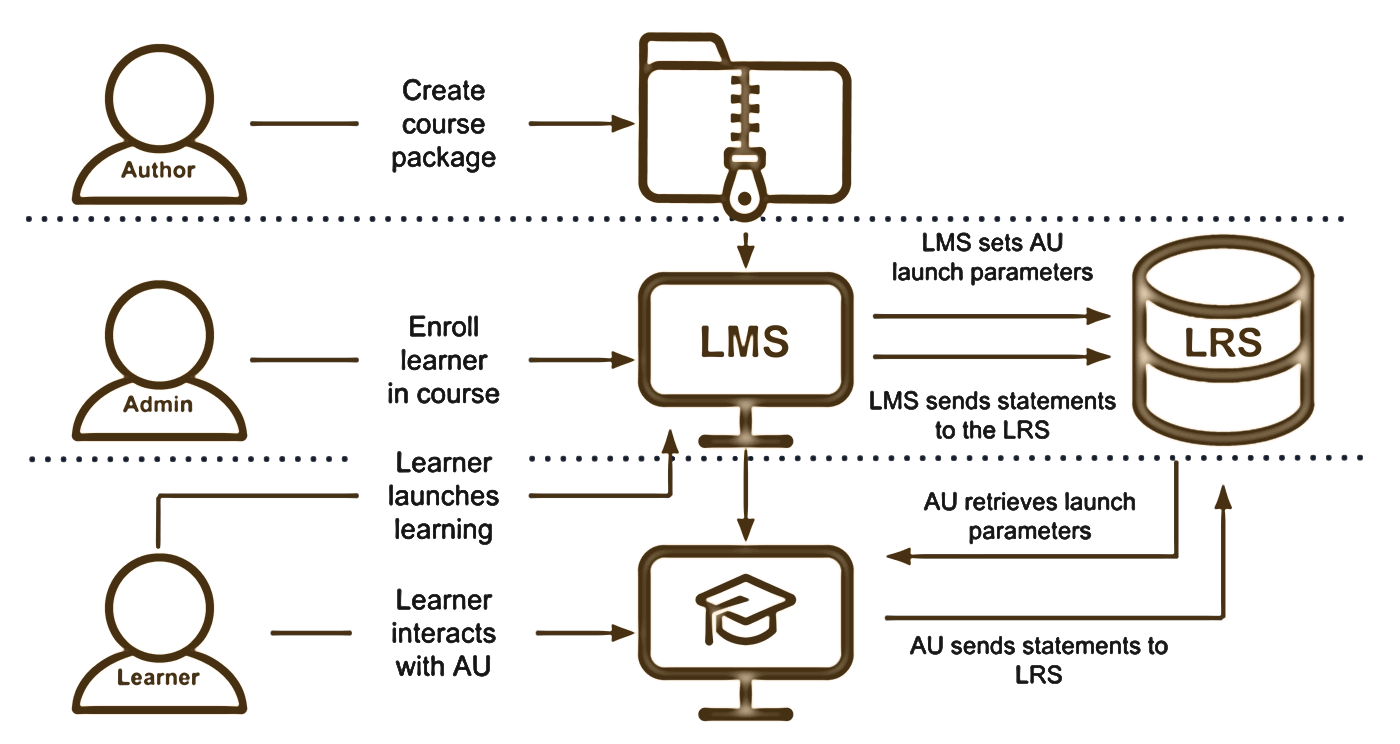 Author
Create
course
package
LMS sets AU
launch parameters
Admin
Enroll
learner
in course
LMS
LRS
LMS sends statements
to the LRS
Learner
launches
learning
AU retrieves launch
parameters
Learner
Learner
interacts
with AU
AU sends statements to
LRS